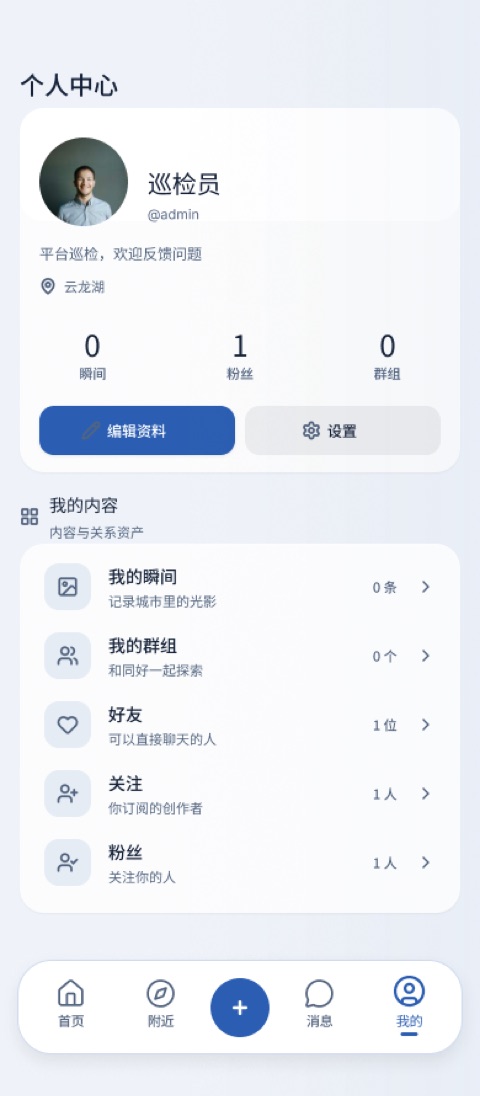 个人中心
巡检员
@admin
平台巡检，欢迎反馈问题
云龙湖
0 1 0
瞬间 粉丝 群组
编辑资料 设置
我的内容
内容与关系资产
我的瞬间
记录城市里的光影
0 条
我的群组
和同好一起探索
0 个
好友
可以直接聊天的人
1 位
关注
你订阅的创作者
1 人
粉丝
关注你的人
1 人
首页 附近 + 消息 我的